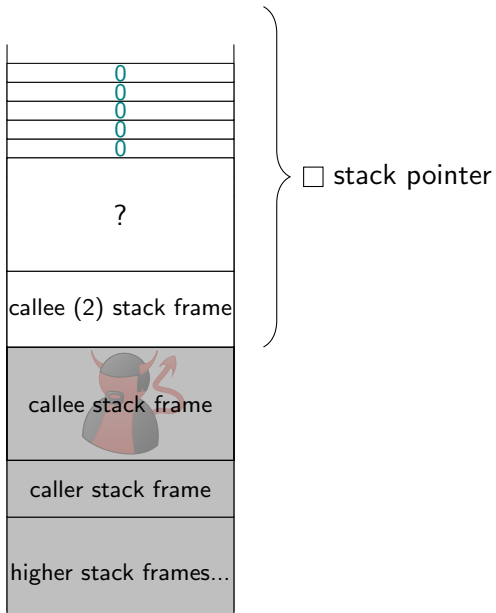 0
0
0
0
0
?
□ stack pointer
callee (2) stack frame
callee stack frame
caller stack frame
higher stack frames...